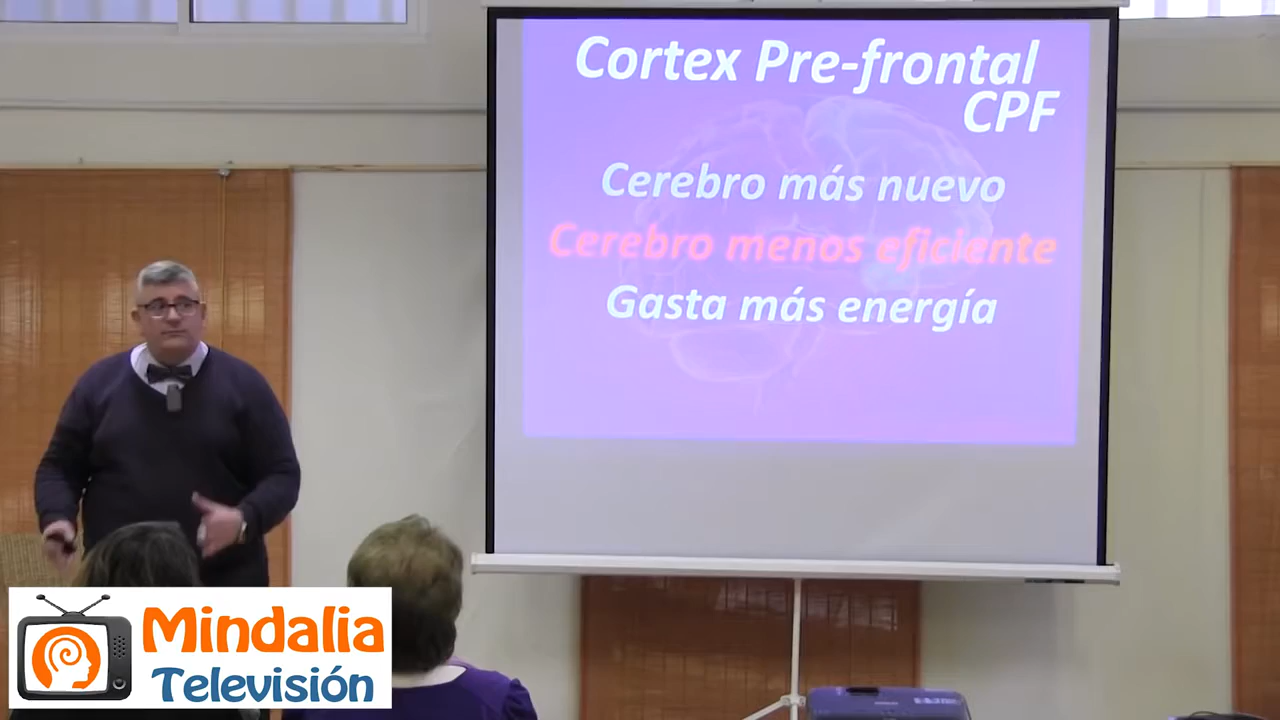 Cortex Pre-frontal
CPF
Cerebro más nuevo
Cerebro menos eficiente
Gasta más energía
Mindalia
Televisión